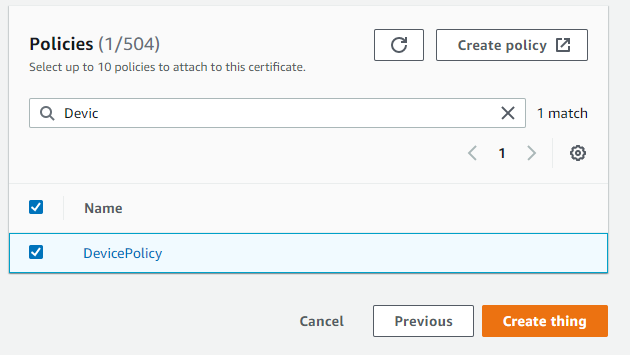 Policies (1/504)
Create policy
Select up to 10 policies to attach to this certificate.
Devic
1 match
1
Name
DevicePolicy
Cancel
Previous
Create thing